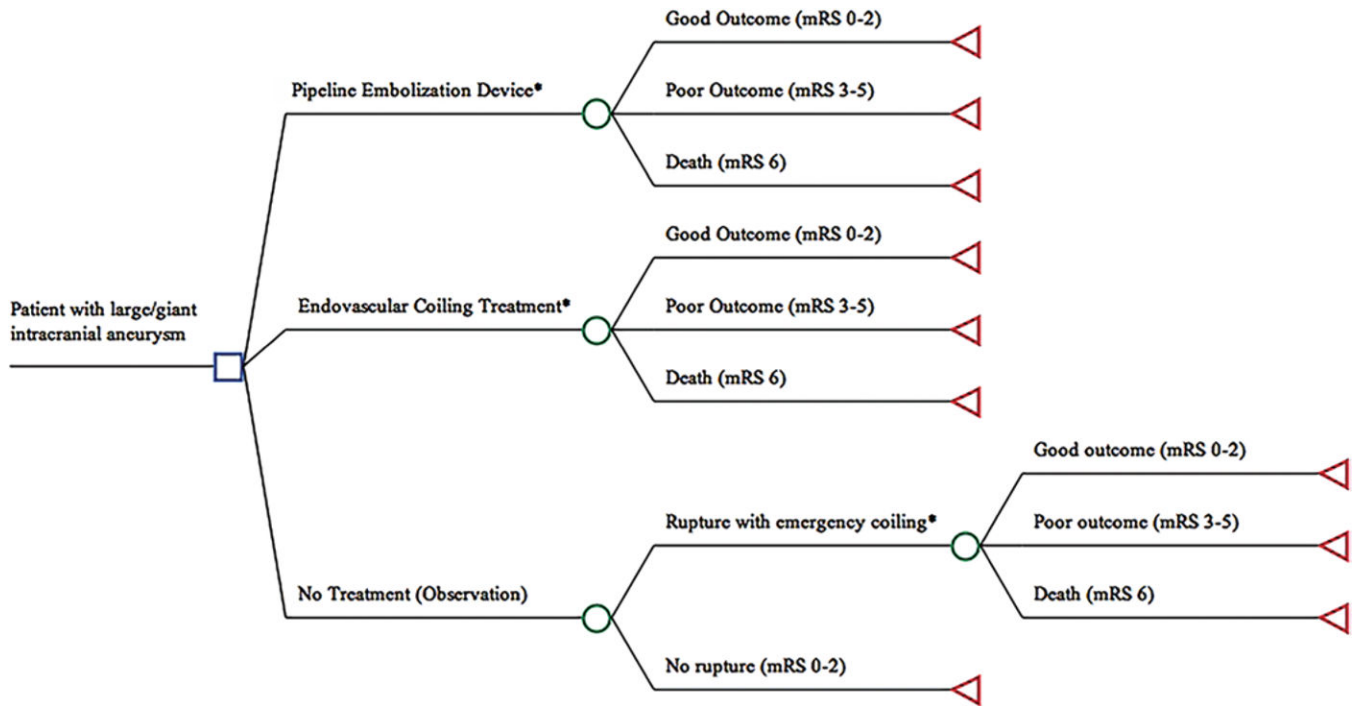 Good Outcome (mRS 0-2)
Pipeline Embolization Device*
Poor Outcome (mRS 3-5)
Death (mRS 6)
Good Outcome (mRS 0-2)
Patient with large/giant
intracranial aneurysm
Endovascular Coiling Treatment*
Poor Outcome (mRS 3-5)
Death (mRS 6)
Good outcome (mRS 0-2)
Rupture with emergency coiling*
Poor outcome (mRS 3-5)
No Treatment (Observation)
Death (mRS 6)
No rupture (mRS 0-2)